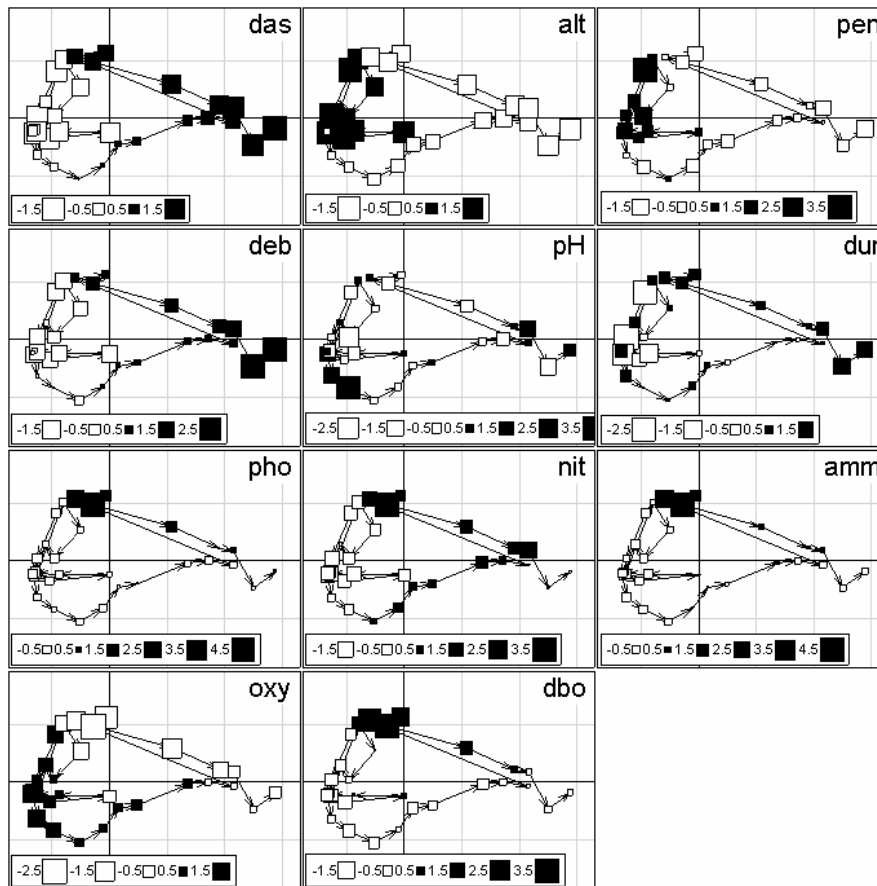 das
-1.5 -0.5 0.5 1.5
alt
-1.5 -0.5 0.5 1.5
pen
-1.5 -0.5 0.5 1.5 2.5 3.5
deb
-1.5 -0.5 0.5 1.5 2.5
pH
-2.5 -1.5 -0.5 0.5 1.5 2.5 3.5
dur
-2.5 -1.5 -0.5 0.5 1.5
pho
-0.5 0.5 1.5 2.5 3.5 4.5
nit
-1.5 -0.5 0.5 1.5 2.5 3.5
amm
-0.5 0.5 1.5 2.5 3.5 4.5
oxy
-2.5 -1.5 -0.5 0.5 1.5
dbo
-1.5 -0.5 0.5 1.5 2.5 3.5